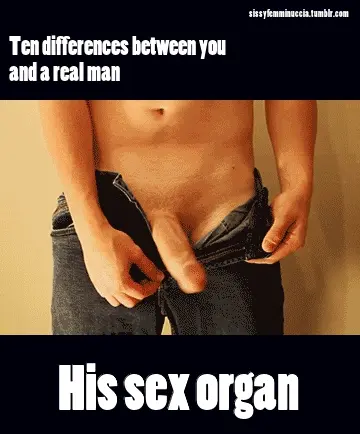 sissyfemminuccia.tumblr.com
Ten differences between you
and a real man
His sex organ